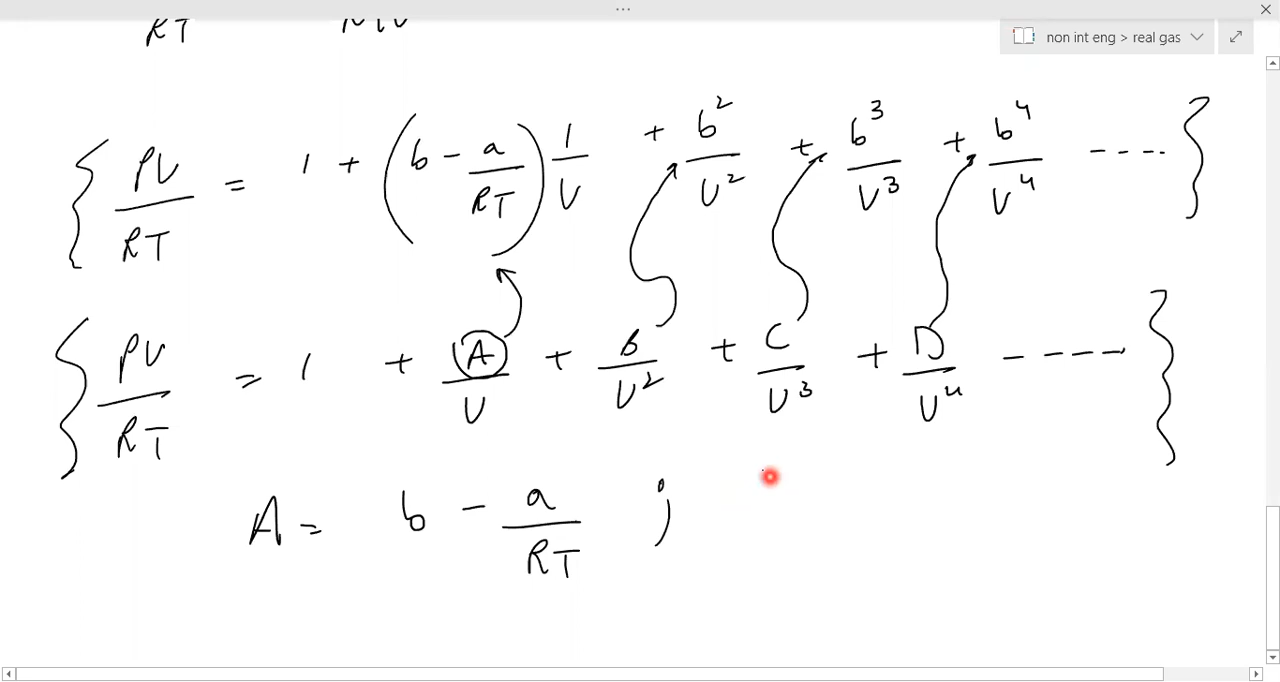 non int eng > real gas
RT
PV/RT = 1 + (b - a/RT) 1/V + b²/V² + b³/V³ + b⁴/V⁴ ----
PV/RT = 1 + A/V + B/V² + C/V³ + D/V⁴ -----
A = b - a/RT ;